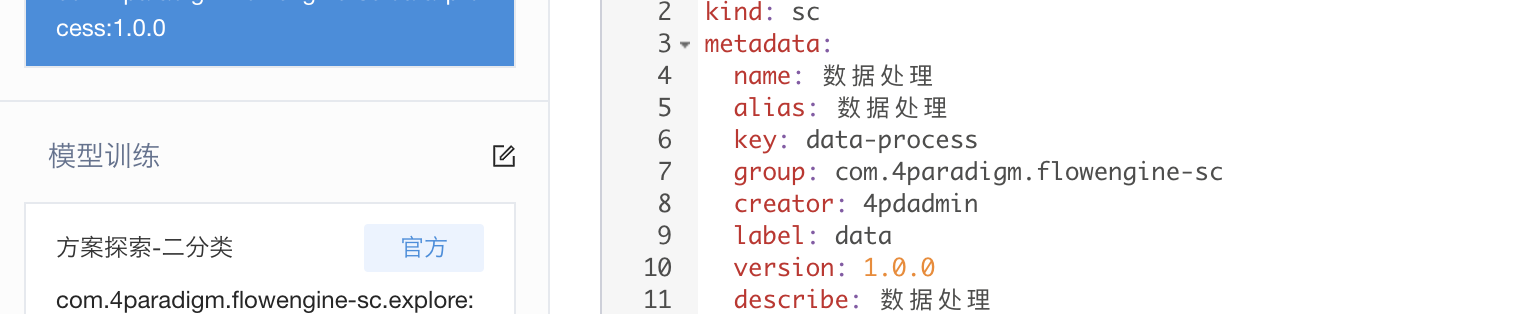 cess:1.0.0
模型训练
方案探索-二分类
官方
com.4paradigm.flowengine-sc.explore:
2 kind: sc
3 metadata:
4 name: 数据处理
5 alias: 数据处理
6 key: data-process
7 group: com.4paradigm.flowengine-sc
8 creator: 4pdadmin
9 label: data
10 version: 1.0.0
11 describe: 数据处理